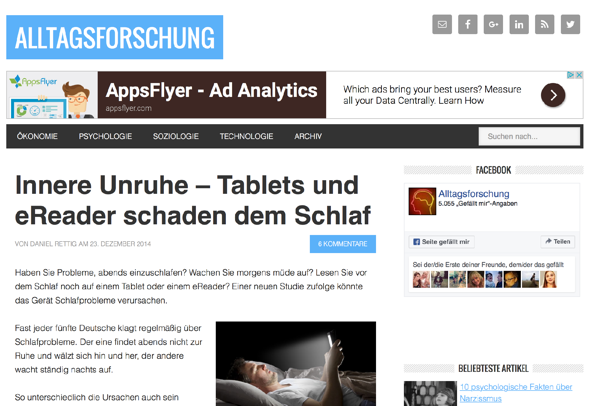 ALLTAGSFORSCHUNG
AppsFlyer
AppsFlyer - Ad Analytics
appsflyer.com
Which ads bring your best users? Measure
all your Data Centrally. Learn How
ÖKONOMIE PSYCHOLOGIE SOZIOLOGIE TECHNOLOGIE ARCHIV Suchen nach...
Innere Unruhe – Tablets und
eReader schaden dem Schlaf
VON DANIEL RETTIG AM 23. DEZEMBER 2014
6 KOMMENTARE
Haben Sie Probleme, abends einzuschlafen? Wachen Sie morgens müde auf? Lesen Sie vor
dem Schlaf noch auf einem Tablet oder einem eReader? Einer neuen Studie zufolge könnte
das Gerät Schlafprobleme verursachen.
Fast jeder fünfte Deutsche klagt regelmäßig über
Schlafprobleme. Der eine findet abends nicht zur
Ruhe und wälzt sich hin und her, der andere
wacht ständig nachts auf.
So unterschiedlich die Ursachen auch sein
FACEBOOK
Alltagsforschung
5.055 „Gefällt mir“-Angaben
Seite gefällt mir
Teilen
Sei der/die Erste deiner Freunde, dem/der das gefällt
BELIEBTESTE ARTIKEL
10 psychologische Fakten über
Narzissmus